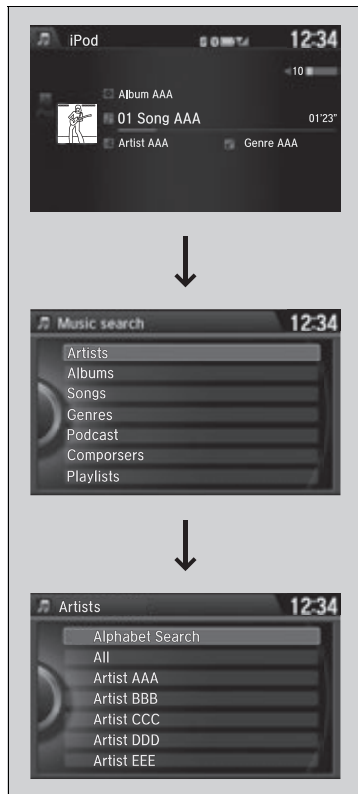 iPod 12:34
10
Album AAA
01 Song AAA 01'23"
Artist AAA Genre AAA
Music search 12:34
Artists
Albums
Songs
Genres
Podcast
Comporsers
Playlists
Artists 12:34
Alphabet Search
All
Artist AAA
Artist BBB
Artist CCC
Artist DDD
Artist EEE